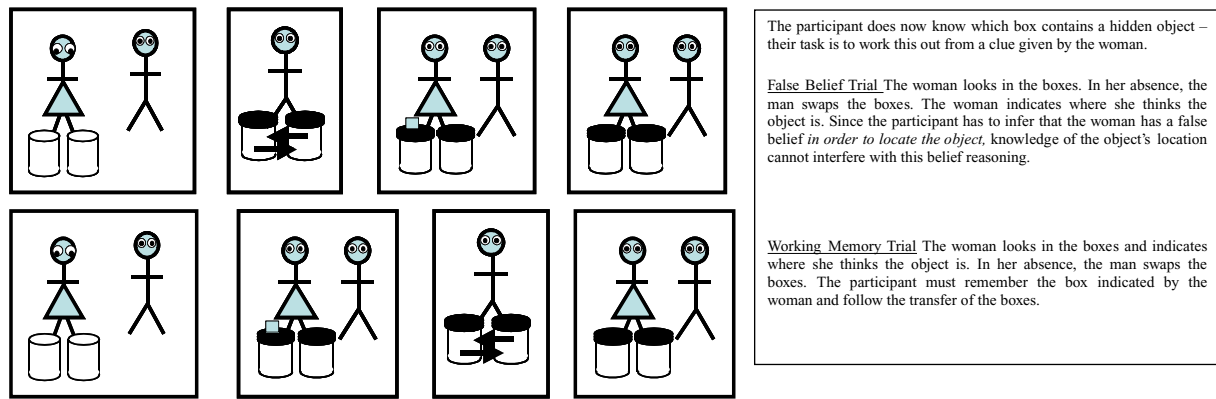 The participant does now know which box contains a hidden object –
their task is to work this out from a clue given by the woman.
False Belief Trial The woman looks in the boxes. In her absence, the
man swaps the boxes. The woman indicates where she thinks the
object is. Since the participant has to infer that the woman has a false
belief in order to locate the object, knowledge of the object's location
cannot interfere with this belief reasoning.
Working Memory Trial The woman looks in the boxes and indicates
where she thinks the object is. In her absence, the man swaps the
boxes. The participant must remember the box indicated by the
woman and follow the transfer of the boxes.